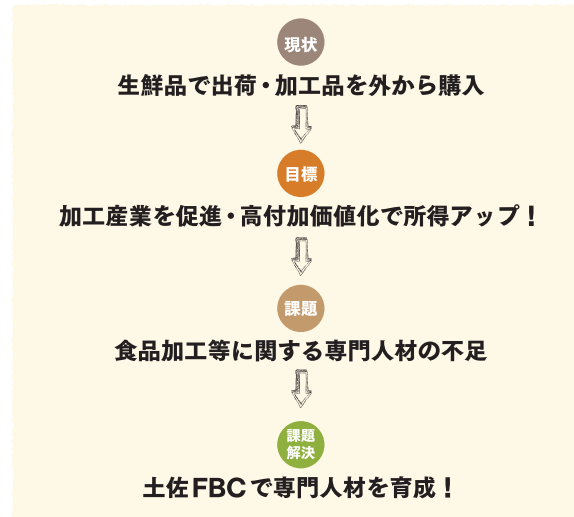 現状
生鮮品で出荷・加工品を外から購入
目標
加工産業を促進・高付加価値化で所得アップ！
課題
食品加工等に関する専門人材の不足
課題
解決
土佐FBCで専門人材を育成！